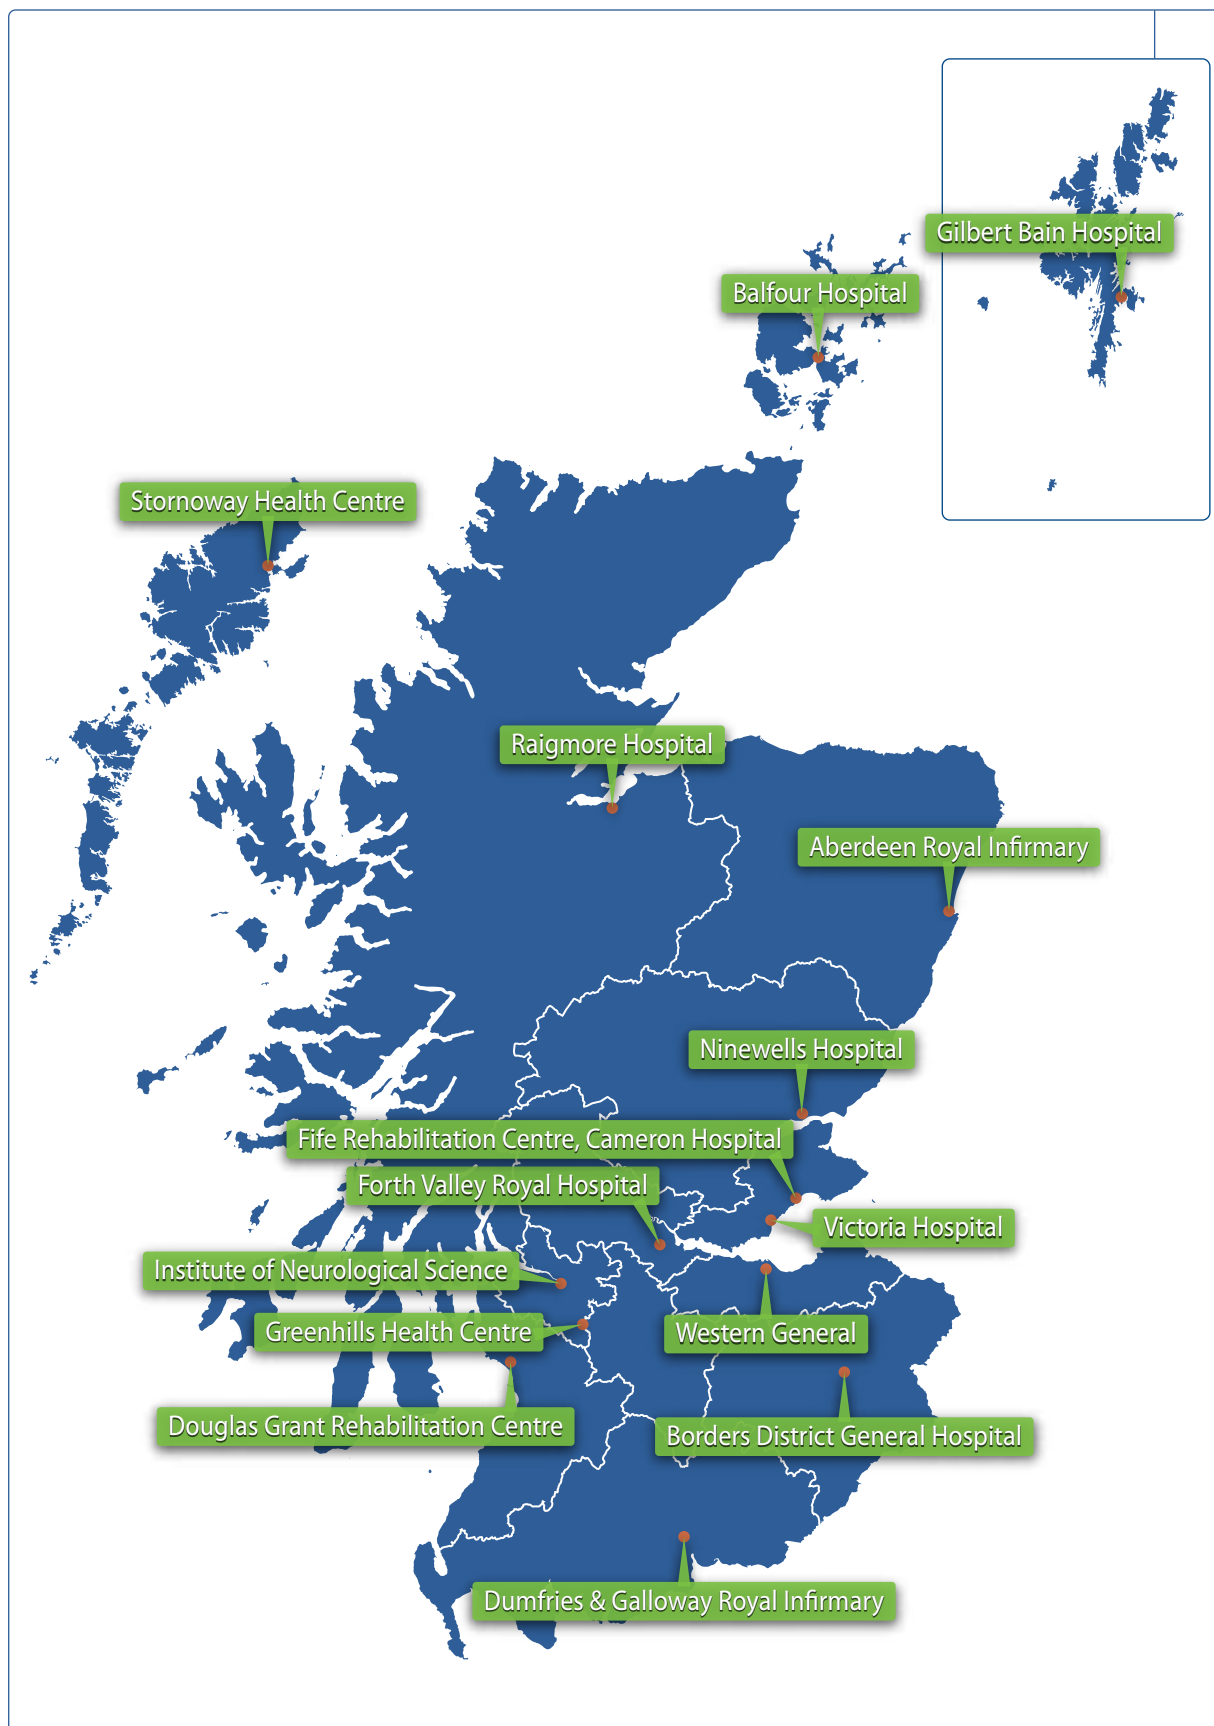 Gilbert Bain Hospital
Balfour Hospital
Stornoway Health Centre
Raigmore Hospital
Aberdeen Royal Infirmary
Ninewells Hospital
Fife Rehabilitation Centre, Cameron Hospital
Forth Valley Royal Hospital
Victoria Hospital
Institute of Neurological Science
Greenhills Health Centre
Western General
Douglas Grant Rehabilitation Centre
Borders District General Hospital
Dumfries & Galloway Royal Infirmary